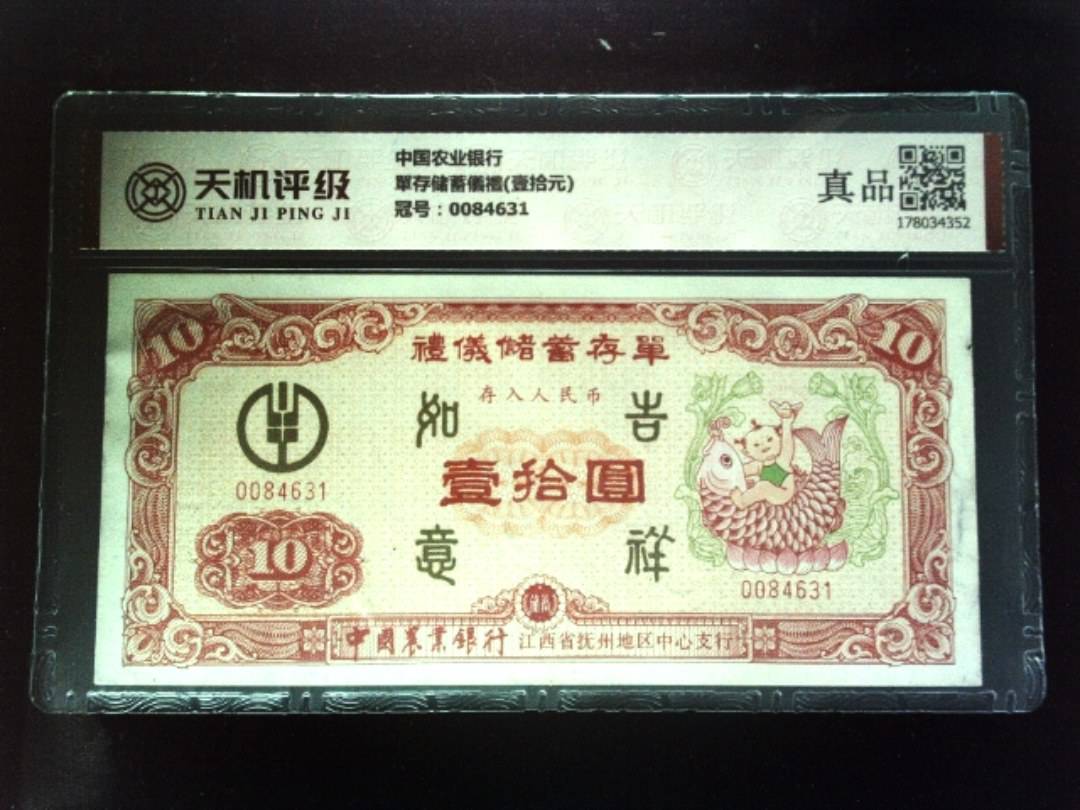 天机评级
TIAN JI PING JI
中国农业银行
單存储蓄儀禮(壹拾元)
冠号：0084631
真品
178034352
10
10
禮儀儲蓄存單
存入人民币
如
吉
壹拾圓
0084631
10
意
祥
0084631
中國農業銀行 江西省抚州地区中心支行